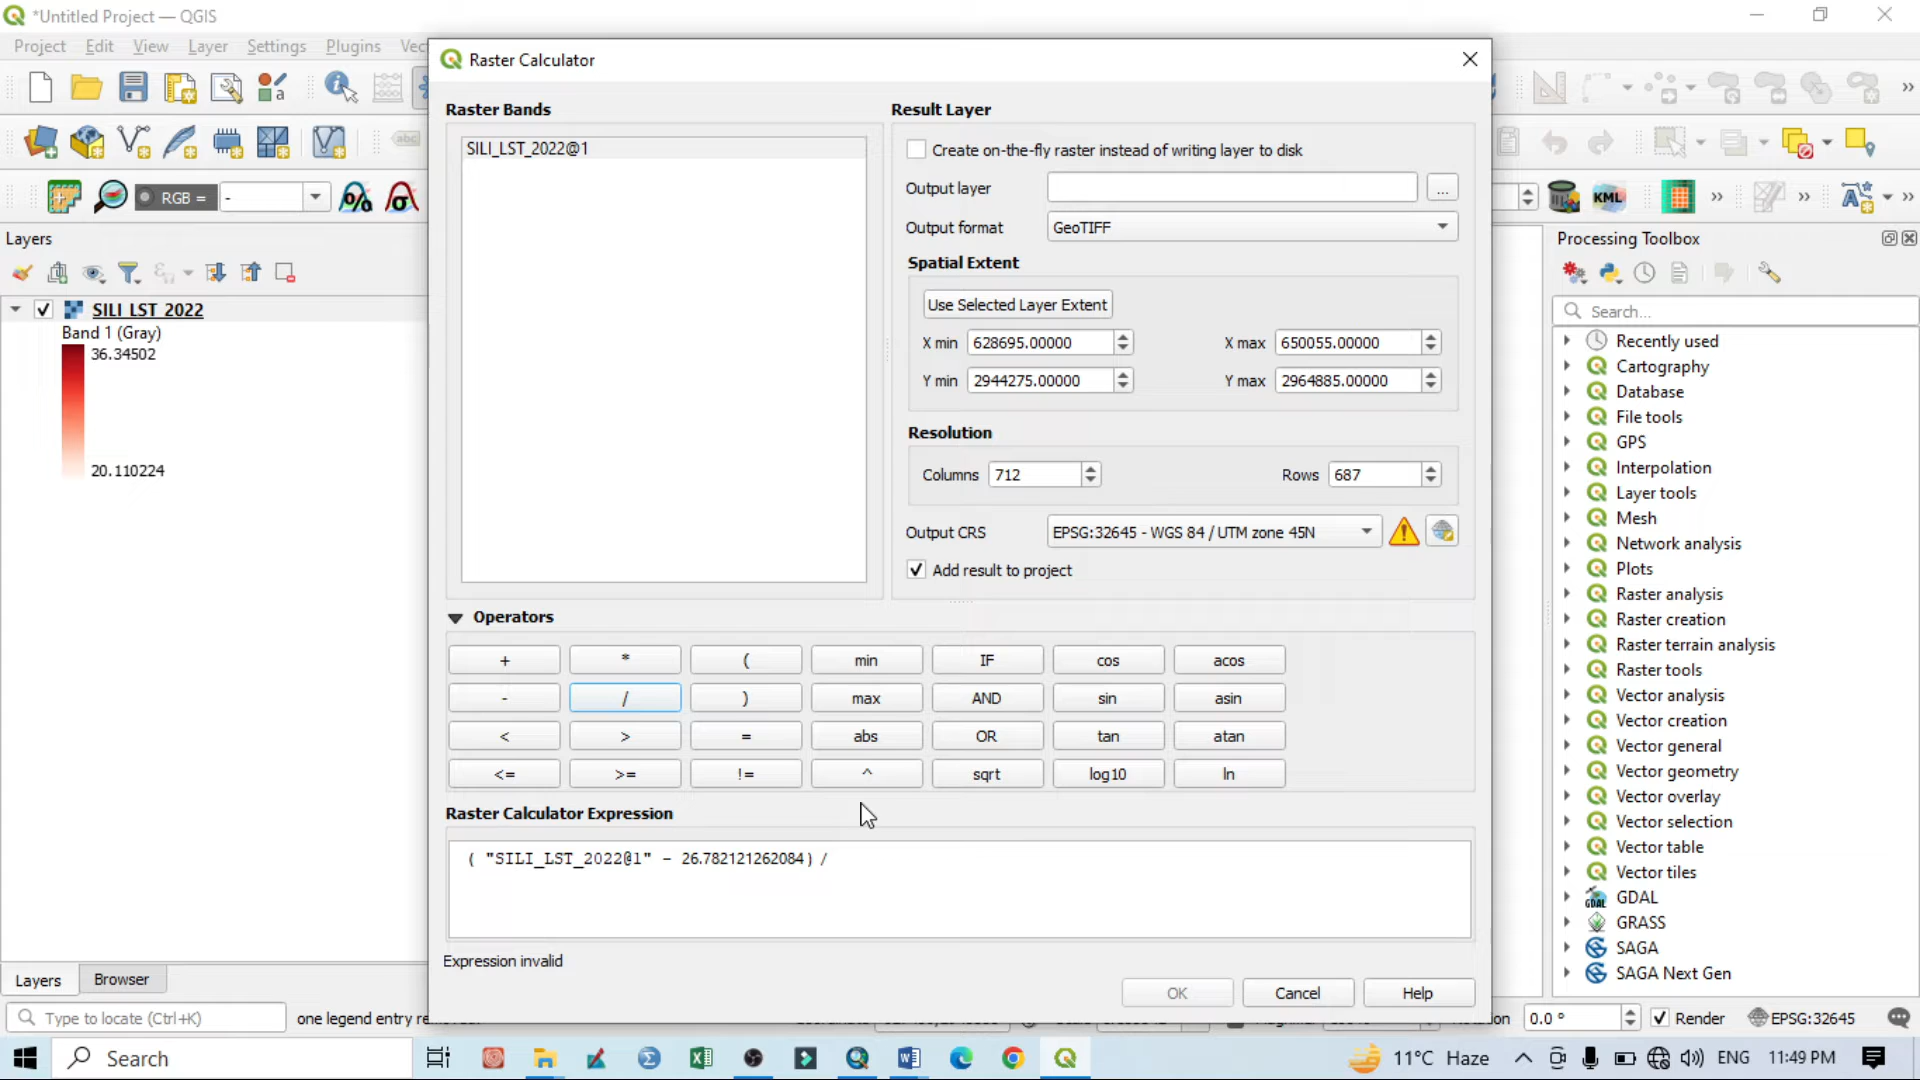 *Untitled Project — QGIS
Project Edit View Layer Settings Plugins
Raster Calculator
Raster Bands
SILI_LST_2022@1
Result Layer
Create on-the-fly raster instead of writing layer to disk
Output layer
...
Output format GeoTIFF
Spatial Extent
Use Selected Layer Extent
X min 628695.00000 X max 650055.00000
Y min 2944275.00000 Y max 2964885.00000
Resolution
Columns 712 Rows 687
Output CRS EPSG:32645 - WGS 84 / UTM zone 45N
Add result to project
Operators
+ * ( min IF cos acos
- / ) max AND sin asin
< > = abs OR tan atan
<= >= != ^ sqrt log10 ln
Raster Calculator Expression
( "SILI_LST_2022@1" - 26.782121262084) /
Expression invalid
OK Cancel Help
abc
RGB = -
KML
Layers
SILI_LST_2022
Band 1 (Gray)
36.34502
20.110224
Layers Browser
Type to locate (Ctrl+K)
one legend entry
Processing Toolbox
Search...
Recently used
Cartography
Database
File tools
GPS
Interpolation
Layer tools
Mesh
Network analysis
Plots
Raster analysis
Raster creation
Raster terrain analysis
Raster tools
Vector analysis
Vector creation
Vector general
Vector geometry
Vector overlay
Vector selection
Vector table
Vector tiles
GDAL
GRASS
SAGA
SAGA Next Gen
0.0 °
Render
EPSG:32645
Search
11°C Haze
ENG
11:49 PM